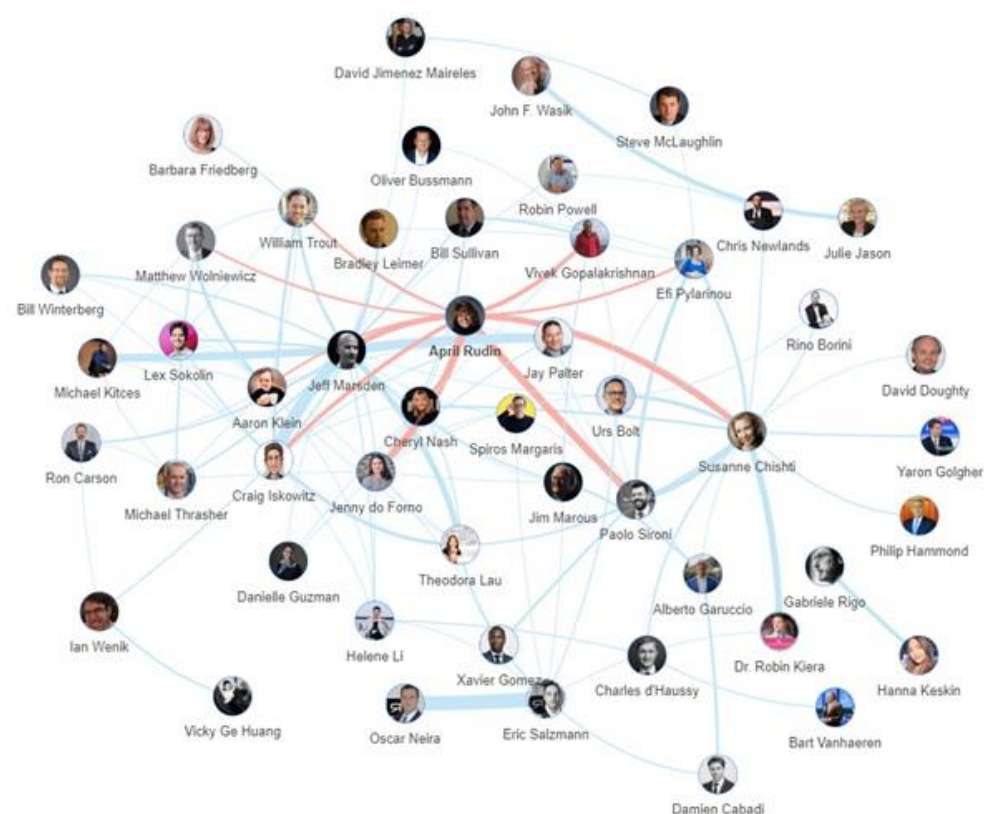 David Jimenez Maireles
John F. Wasik
Steve McLaughlin
Barbara Friedberg
Oliver Bussmann
Robin Powell
William Trout
Bradley Leimer
Bill Sullivan
Chris Newlands
Julie Jason
Matthew Wolniewicz
Vivek Gopalakrishnan
Efi Pylarinou
Bill Winterberg
Rino Borini
April Rudin
Lex Sokolin
Jeff Marsden
Jay Palter
Michael Kitces
David Doughty
Aaron Klein
Cheryl Nash
Spiros Margaris
Urs Bolt
Susanne Chishti
Yaron Golgher
Ron Carson
Craig Iskowitz
Jenny do Forno
Michael Thrasher
Jim Marous
Paolo Sironi
Philip Hammond
Theodora Lau
Danielle Guzman
Alberto Garuccio
Gabriele Rigo
Ian Wenik
Helene Li
Xavier Gomez
Charles d'Haussy
Dr. Robin Kiera
Hanna Keskin
Vicky Ge Huang
Oscar Neira
Eric Salzmann
Bart Vanhaeren
Damien Cabadi